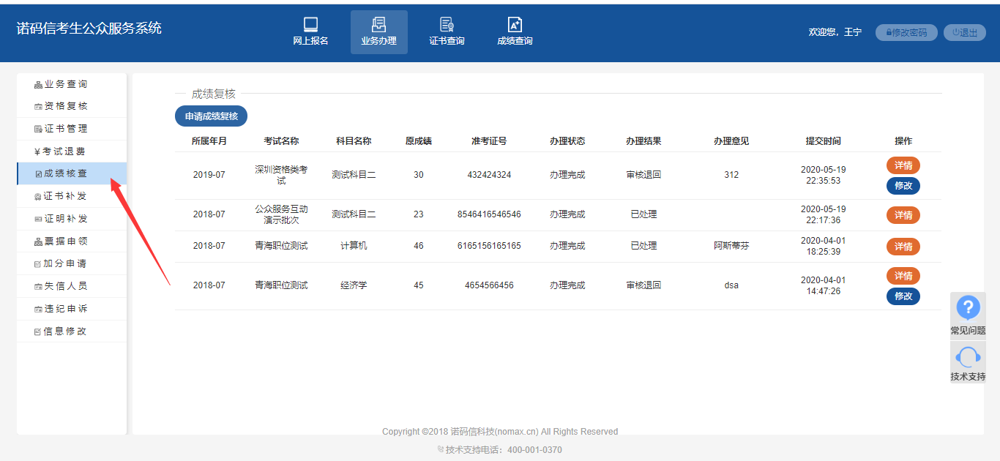 诺码信考生公众服务系统
网上报名
业务办理
证书查询
成绩查询
欢迎您，王宁
修改密码
退出
业务查询
资格复核
证书管理
¥考试退费
成绩核查
证书补发
证明补发
票据申领
加分申请
失信人员
违纪申诉
信息修改
成绩复核
申请成绩复核
所属年月 考试名称 科目名称 原成绩 准考证号 办理状态 办理结果 办理意见 提交时间 操作
2019-07 深圳资格类考试 测试科目二 30 432424324 办理完成 审核退回 312 2020-05-19 22:35:53 详情 修改
2018-07 公众服务互动演示批次 测试科目二 23 8546416546546 办理完成 已处理 2020-05-19 22:17:36 详情
2018-07 青海职位测试 计算机 46 6165156165165 办理完成 已处理 阿斯蒂芬 2020-04-01 18:25:39 详情
2018-07 青海职位测试 经济学 45 4654566456 办理完成 审核退回 dsa 2020-04-01 14:47:26 详情 修改
常见问题
技术支持
Copyright ©2018 诺码信科技(nomax.cn) All Rights Reserved
技术支持电话：400-001-0370